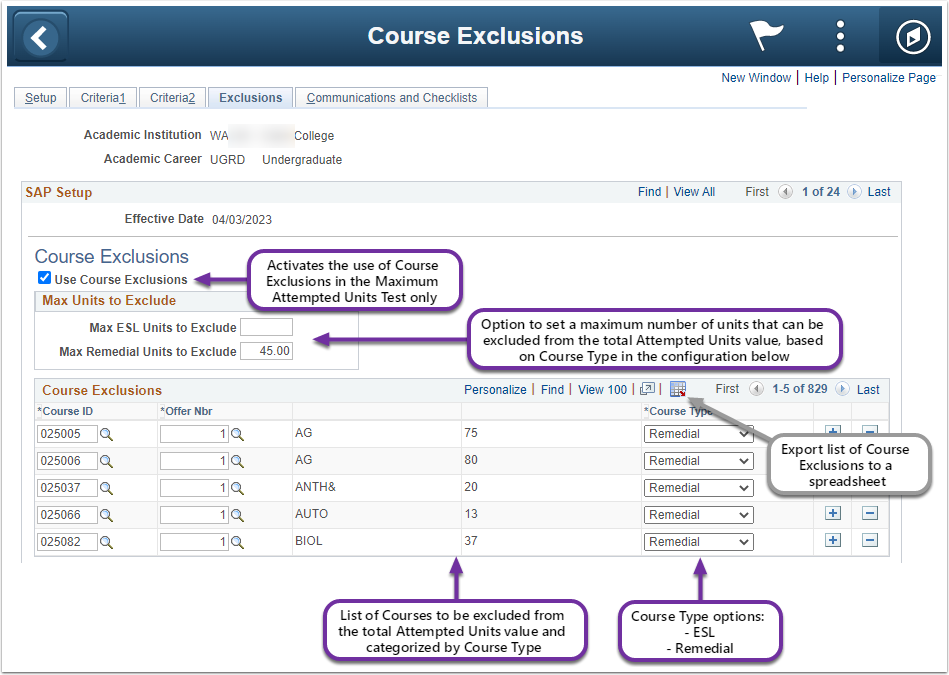 Course Exclusions
New Window | Help | Personalize Page
Setup
Criteria1
Criteria2
Exclusions
Communications and Checklists
Academic Institution WA College
Academic Career UGRD Undergraduate
SAP Setup
Find | View All First 1 of 24 Last
Effective Date 04/03/2023
Course Exclusions
Use Course Exclusions
Activates the use of Course
Exclusions in the Maximum
Attempted Units Test only
Max Units to Exclude
Max ESL Units to Exclude
Max Remedial Units to Exclude 45.00
Option to set a maximum number of units that can be
excluded from the total Attempted Units value, based
on Course Type in the configuration below
Course Exclusions
Personalize | Find | View 100 | | First 1-5 of 829 Last
*Course ID *Offer Nbr *Course Type
025005 1 AG 75 Remedial
025006 1 AG 80 Remedial
025037 1 ANTH& 20 Remedial
025066 1 AUTO 13 Remedial + −
025082 1 BIOL 37 Remedial + −
Export list of Course
Exclusions to a
spreadsheet
List of Courses to be excluded from
the total Attempted Units value and
categorized by Course Type
Course Type options:
- ESL
- Remedial